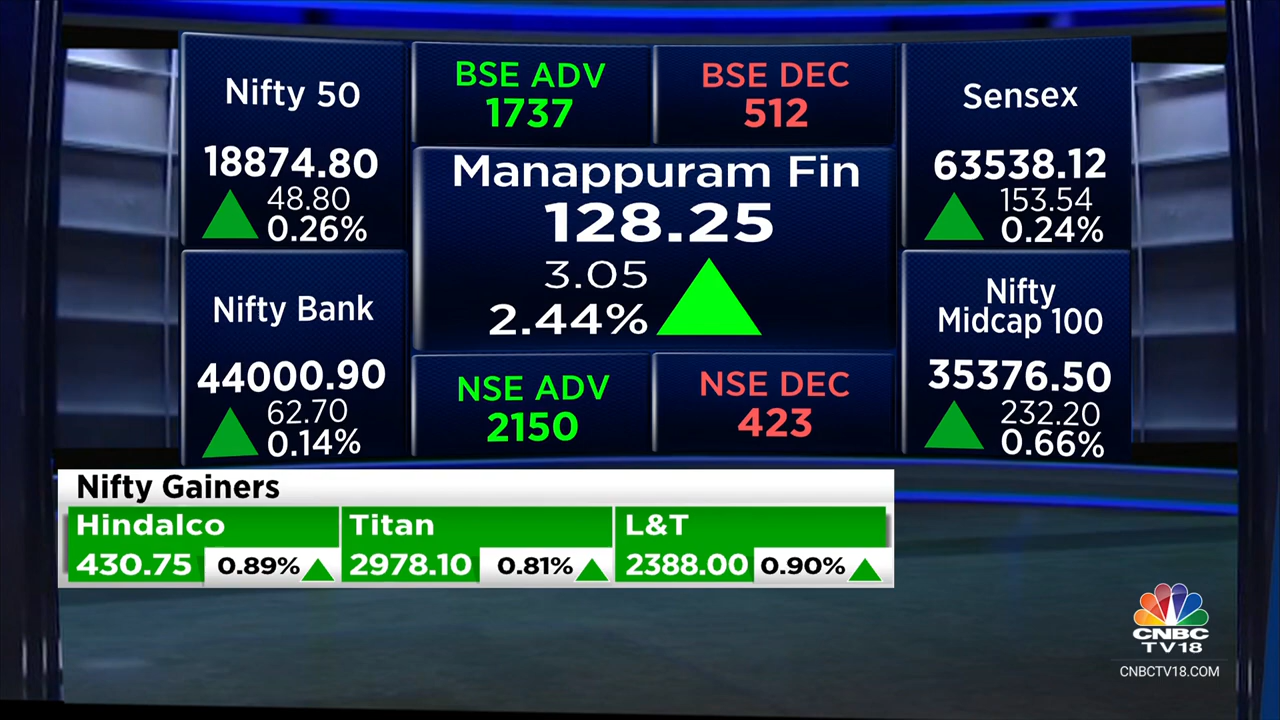 Nifty 50
18874.80
48.80
0.26%
BSE ADV
1737
BSE DEC
512
Sensex
63538.12
153.54
0.24%
Manappuram Fin
128.25
3.05
2.44%
Nifty Bank
44000.90
62.70
0.14%
NSE ADV
2150
NSE DEC
423
Nifty
Midcap 100
35376.50
232.20
0.66%
Nifty Gainers
Hindalco
430.75 0.89%
Titan
2978.10 0.81%
L&T
2388.00 0.90%
CNBC
TV18
CNBCTV18.COM